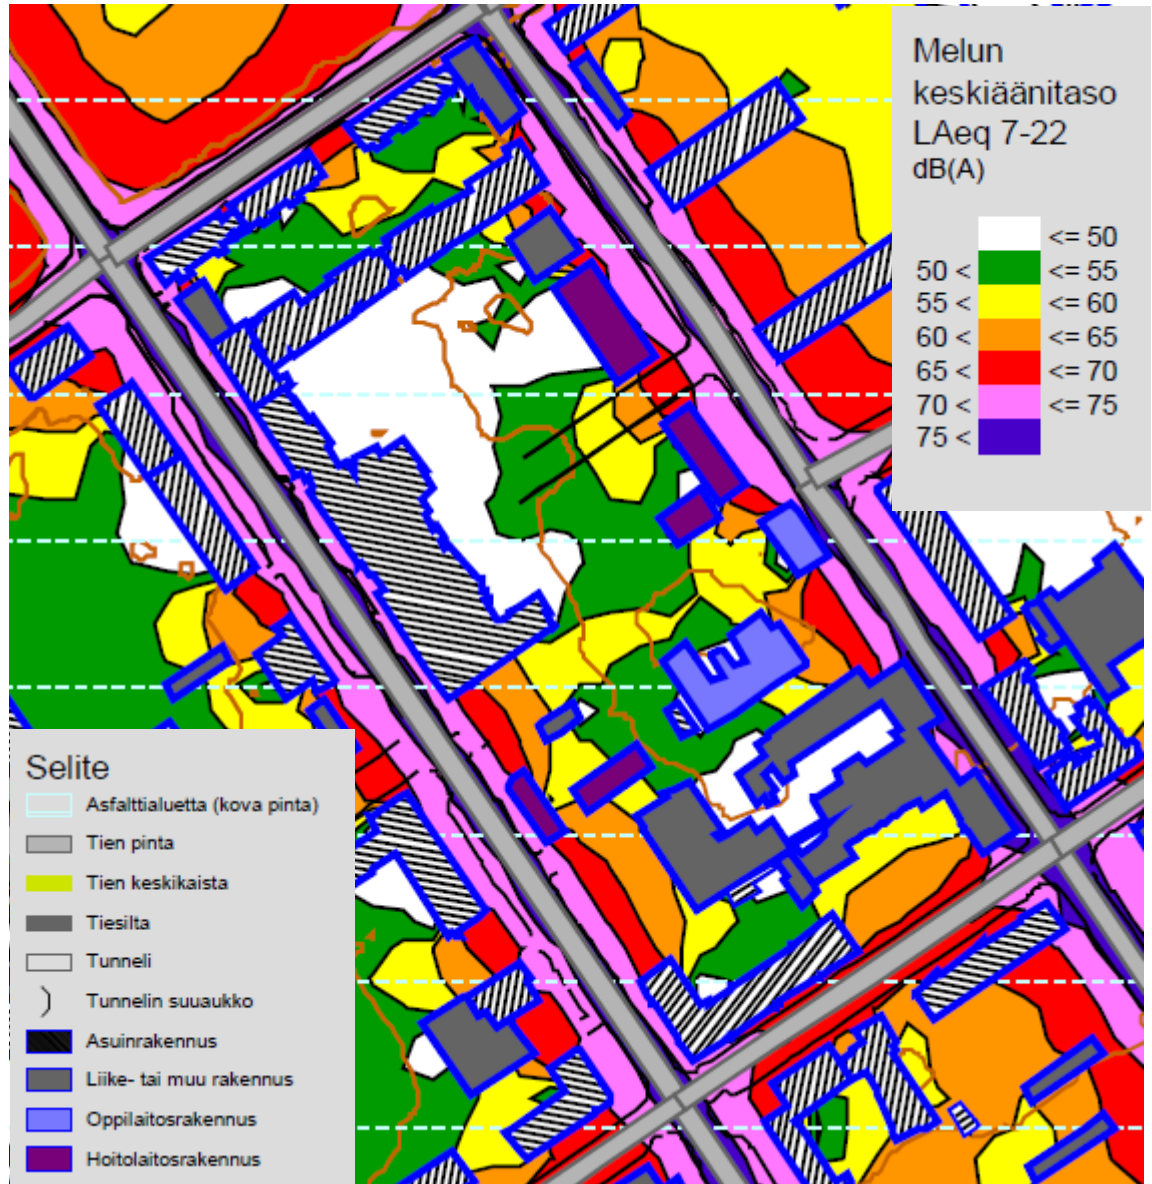 Melun
keskiäänitaso
LAeq 7-22
dB(A)
<= 50
50 < <= 55
55 < <= 60
60 < <= 65
65 < <= 70
70 < <= 75
75 <
Selite
Asfalttialuetta (kova pinta)
Tien pinta
Tien keskikaista
Tiesilta
Tunneli
Tunnelin suuaukko
Asuinrakennus
Liike- tai muu rakennus
Oppilaitosrakennus
Hoitolaitosrakennus